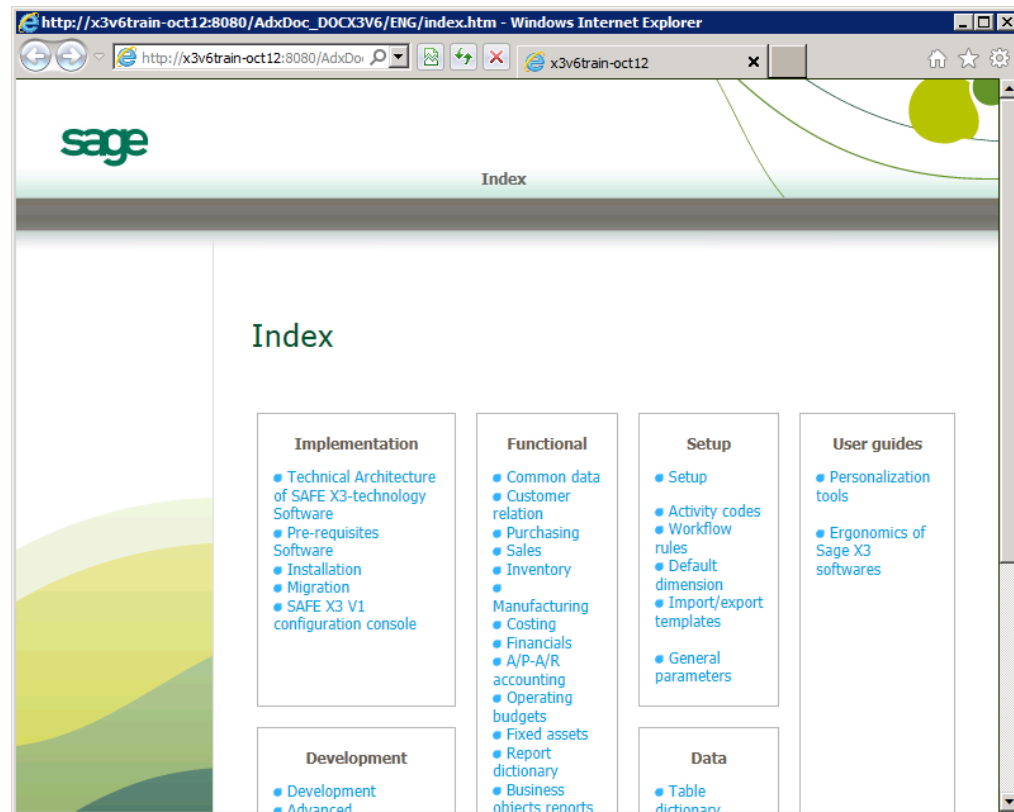 http://x3v6train-oct12:8080/AdxDoc_DOCX3V6/ENG/index.htm - Windows Internet Explorer
http://x3v6train-oct12:8080/AdxDo
x3v6train-oct12
sage
Index
Index
Implementation
Technical Architecture
of SAFE X3-technology
Software
Pre-requisites
Software
Installation
Migration
SAFE X3 V1
configuration console
Functional
Common data
Customer
relation
Purchasing
Sales
Inventory
Manufacturing
Costing
Financials
A/P-A/R
accounting
Operating
budgets
Fixed assets
Report
dictionary
Business
objects reports
Setup
Setup
Activity codes
Workflow
rules
Default
dimension
Import/export
templates
General
parameters
User guides
Personalization
tools
Ergonomics of
Sage X3
softwares
Development
Development
Advanced
Data
Table
dictionary